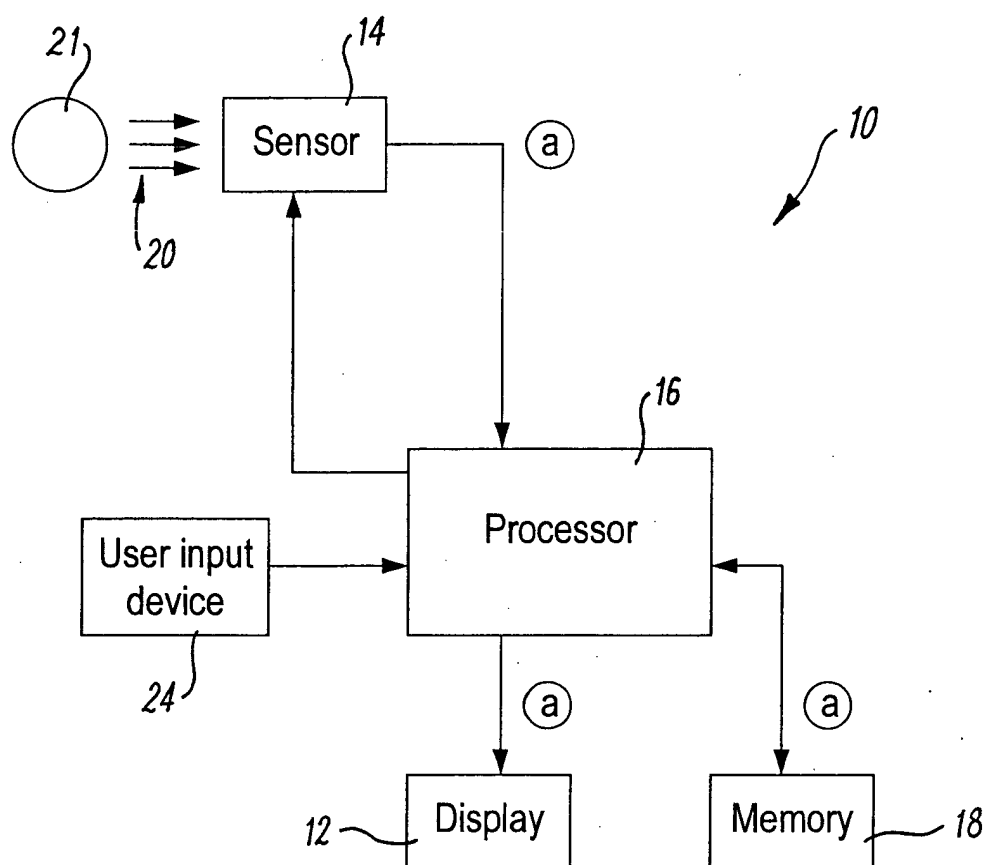 21
14
Sensor
a
10
20
16
Processor
User input
device
24
a
a
12
Display
Memory
18